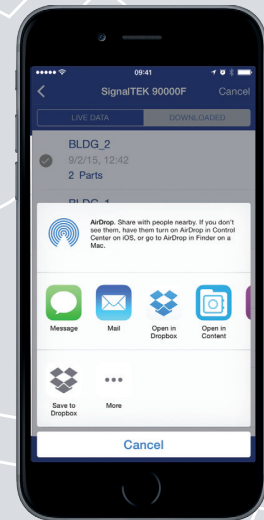 09:41
SignalTEK 90000F Cancel
LIVE DATA DOWNLOADED
BLDG_2
9/2/15, 12:42
2 Parts
BLDG_1
AirDrop. Share with people nearby. If you don't
see them, have them turn on AirDrop in Control
Center on iOS, or go to AirDrop in Finder on a
Mac.
Message Mail Open in Dropbox Open in Content
Save to Dropbox More
Cancel